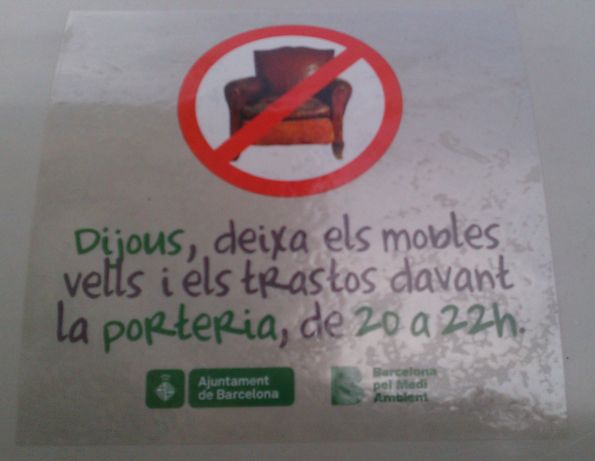 Dijous, deixa els mobles
vells i els trastos davant
la porteria, de 20 a 22h.
Ajuntament
de Barcelona
Barcelona
pel Medi
Ambient